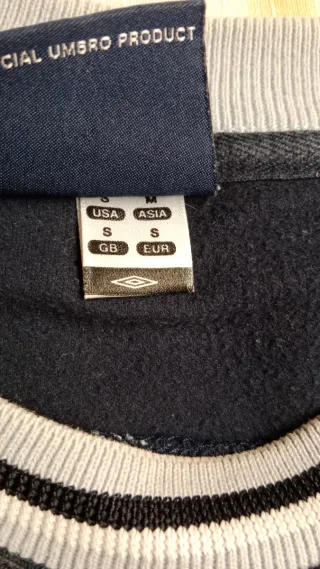 CIAL UMBRO PRODUCT
S M
USA ASIA
S S
GB EUR